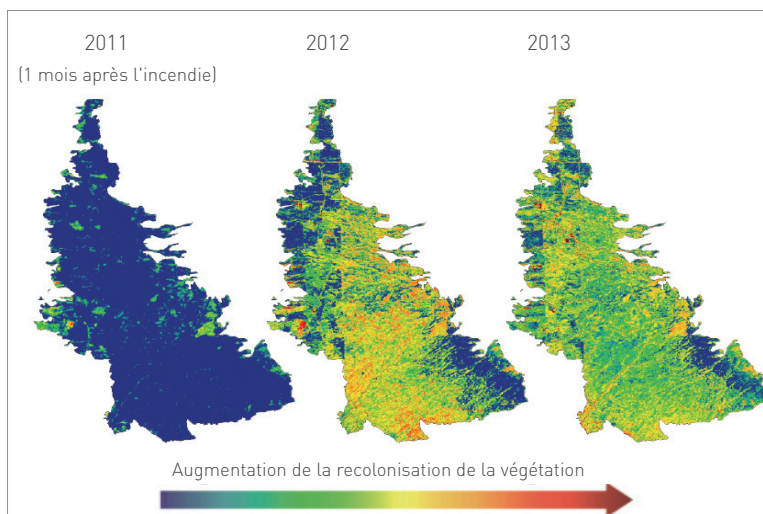 2011
(1 mois après l'incendie)
2012
2013
Augmentation de la recolonisation de la végétation